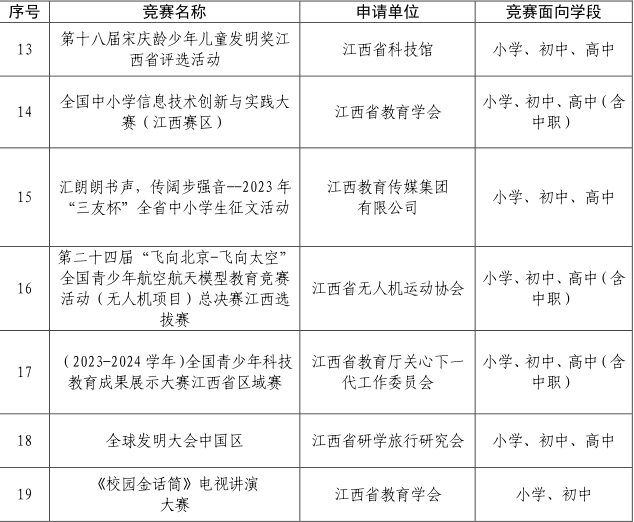 序号 竞赛名称 申请单位 竞赛面向学段
13 第十八届宋庆龄少年儿童发明奖江西省评选活动 江西省科技馆 小学、初中、高中
14 全国中小学信息技术创新与实践大赛（江西赛区） 江西省教育学会 小学、初中、高中（含中职）
15 汇朗朗书声，传阔步强音--2023年“三友杯”全省中小学生征文活动 江西教育传媒集团有限公司 小学、初中、高中
16 第二十四届“飞向北京-飞向太空”全国青少年航空航天模型教育竞赛活动（无人机项目）总决赛江西选拔赛 江西省无人机运动协会 小学、初中、高中（含中职）
17 （2023-2024学年）全国青少年科技教育成果展示大赛江西省区域赛 江西省教育厅关心下一代工作委员会 小学、初中、高中（含中职）
18 全球发明大会中国区 江西省研学旅行研究会 小学、初中、高中
19 《校园金话筒》电视讲演大赛 江西省教育学会 小学、初中